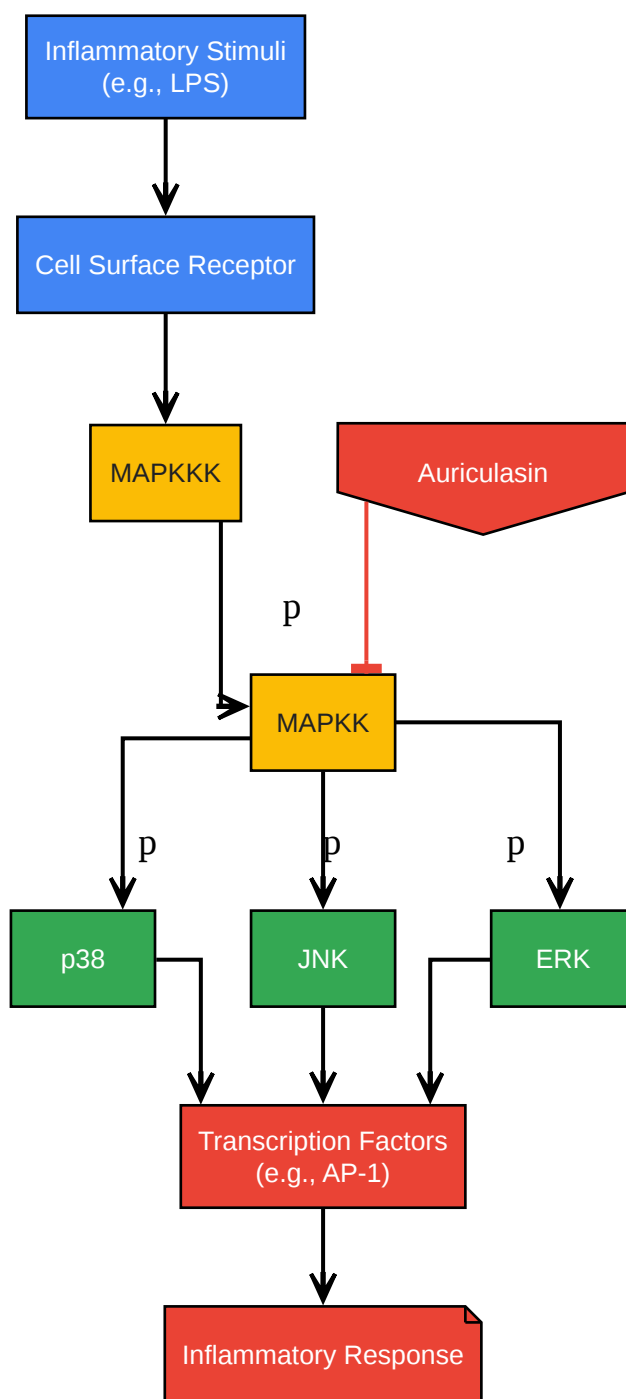 Inflammatory Stimuli
(e.g., LPS)
Cell Surface Receptor
MAPKKK
Auriculasin
p
MAPKK
p
p
p
p38
JNK
ERK
Transcription Factors
(e.g., AP-1)
Inflammatory Response